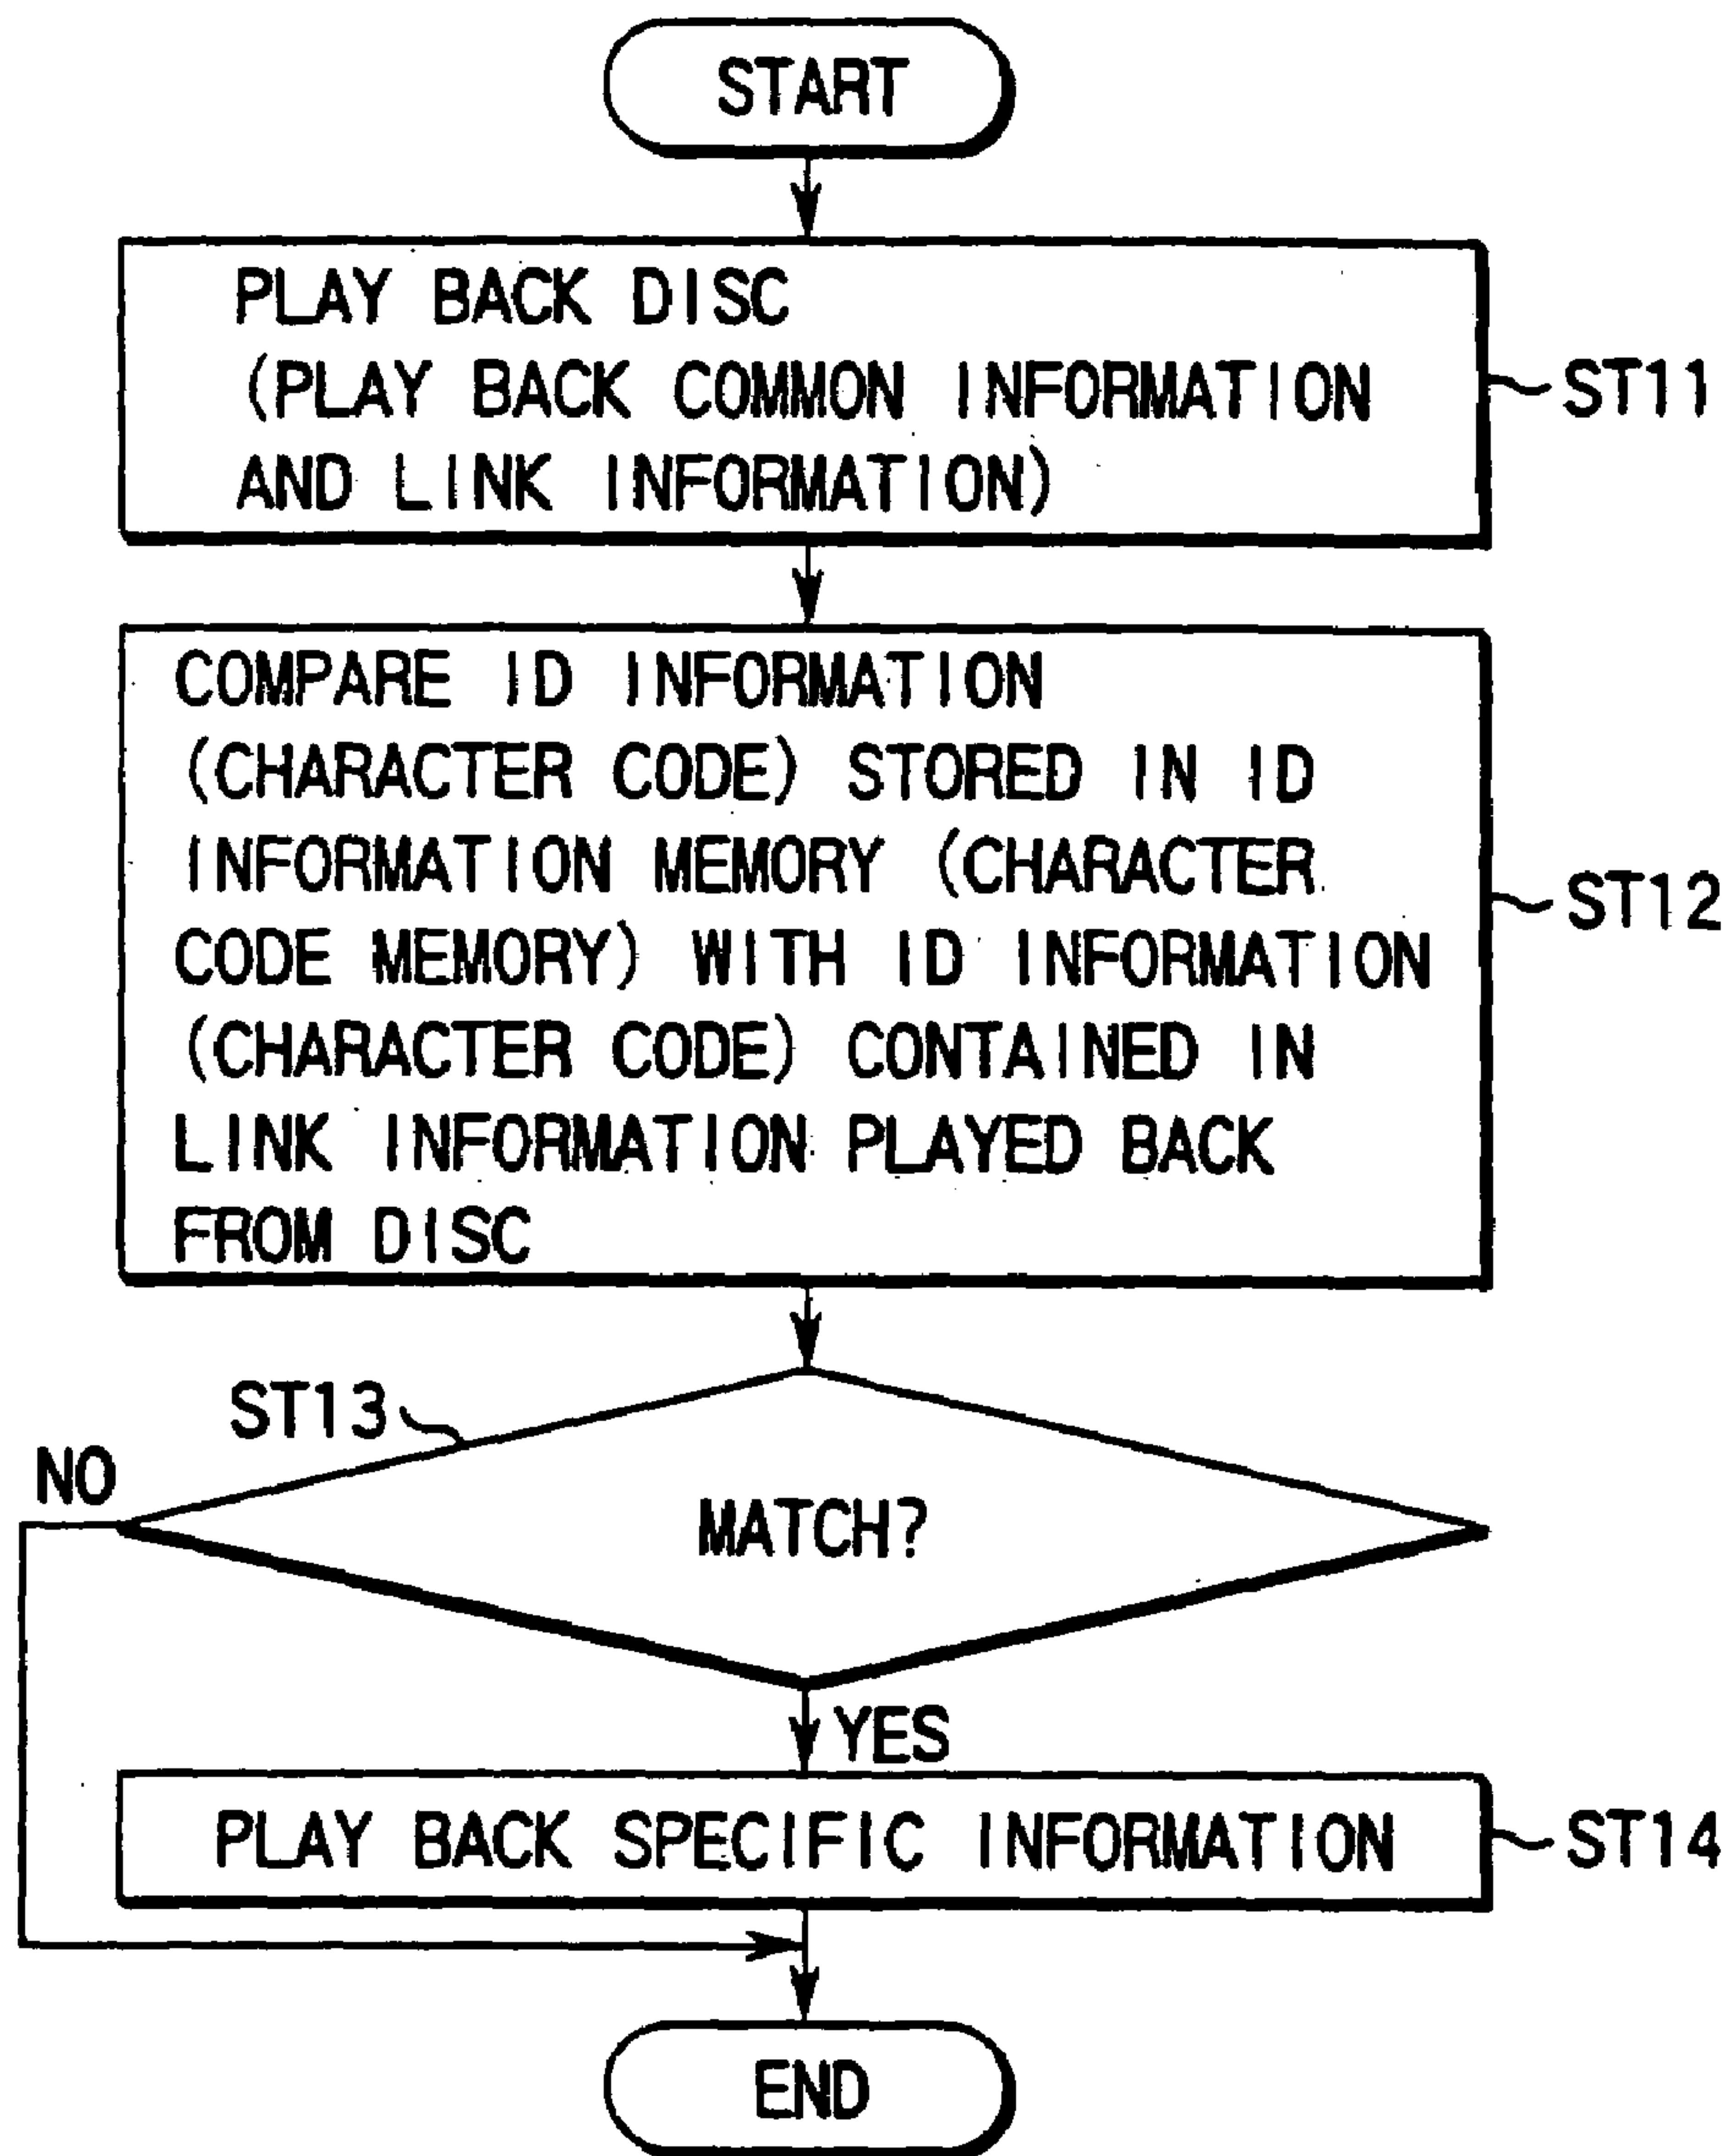 START
PLAY BACK DISC
(PLAY BACK COMMON INFORMATION
AND LINK INFORMATION)
ST11
COMPARE ID INFORMATION
(CHARACTER CODE) STORED IN ID
INFORMATION MEMORY (CHARACTER
CODE MEMORY) WITH ID INFORMATION
(CHARACTER CODE) CONTAINED IN
LINK INFORMATION PLAYED BACK
FROM DISC
ST12
ST13
NO
MATCH?
YES
PLAY BACK SPECIFIC INFORMATION
ST14
END